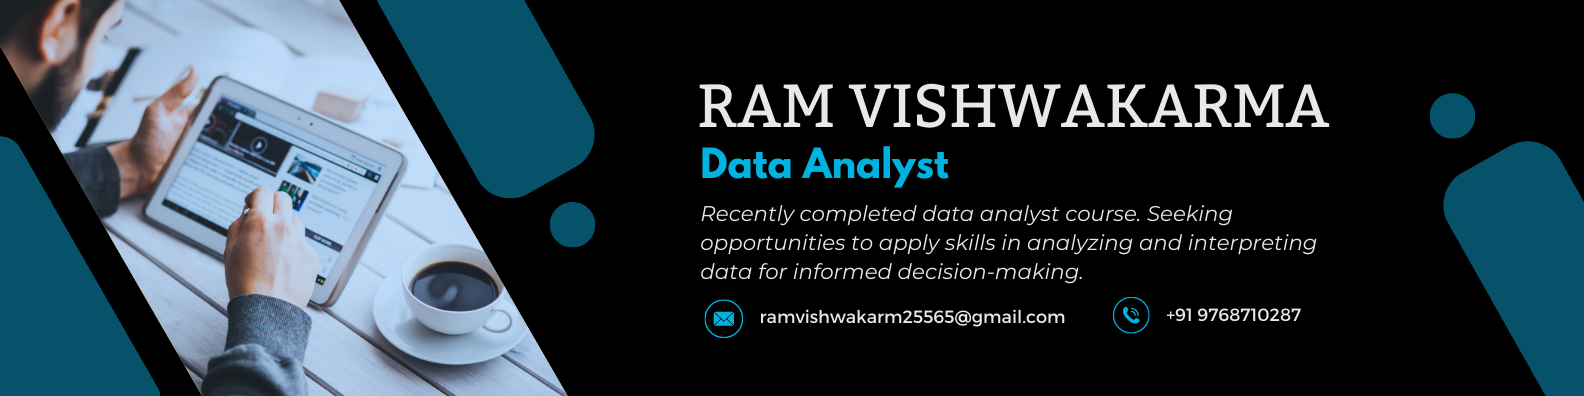 RAM VISHWAKARMA
Data Analyst
Recently completed data analyst course. Seeking
opportunities to apply skills in analyzing and interpreting
data for informed decision-making.
ramvishwakarm25565@gmail.com
+91 9768710287